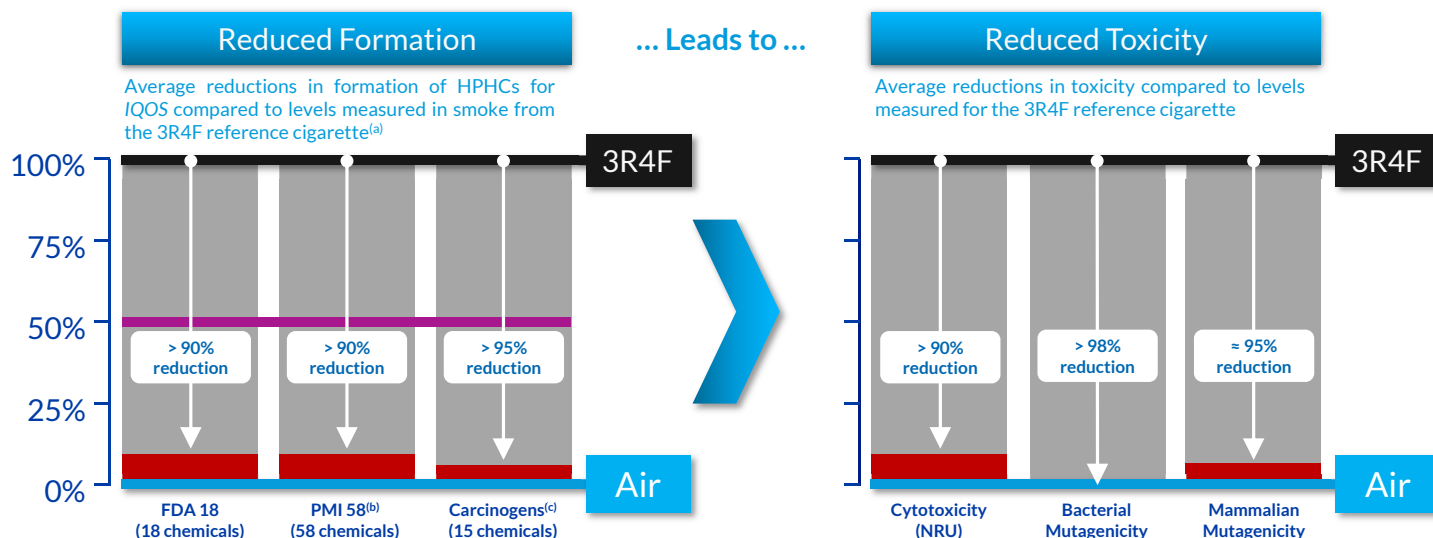 Reduced Formation
... Leads to ...
Reduced Toxicity
Average reductions in formation of HPHCs for
IQOS compared to levels measured in smoke from
the 3R4F reference cigarette(a)
Average reductions in toxicity compared to levels
measured for the 3R4F reference cigarette
100%
75%
50%
25%
0%
3R4F
> 90%
reduction
> 90%
reduction
> 95%
reduction
Air
FDA 18
(18 chemicals)
PMI 58(b)
(58 chemicals)
Carcinogens(c)
(15 chemicals)
3R4F
> 90%
reduction
> 98%
reduction
≈ 95%
reduction
Air
Cytotoxicity
(NRU)
Bacterial
Mutagenicity
Mammalian
Mutagenicity